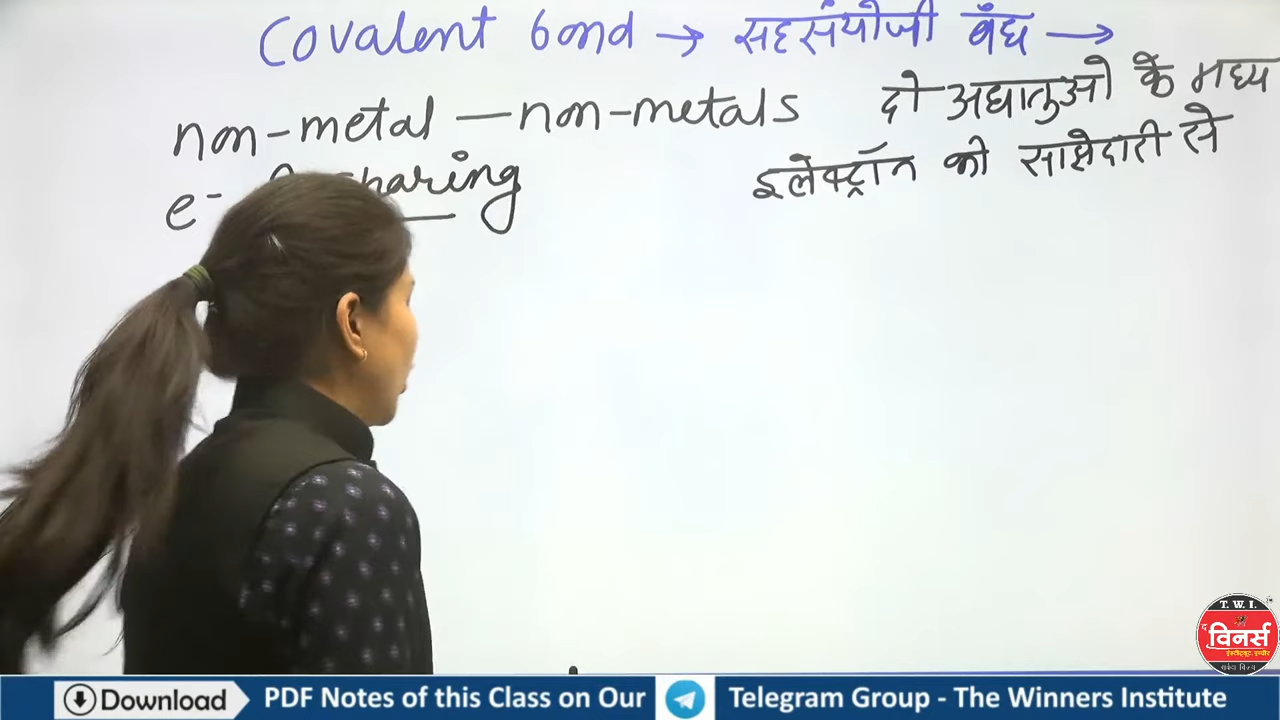 Covalent bond → सहसंयोजी बँध →
non-metal — non-metals
e⁻ sharing
दो अधातुओ के मध्य
इलेक्ट्रॉन की साझेदारी से
T. W. I.
द
विनर्स
Download PDF Notes of this Class on Our Telegram Group - The Winners Institute